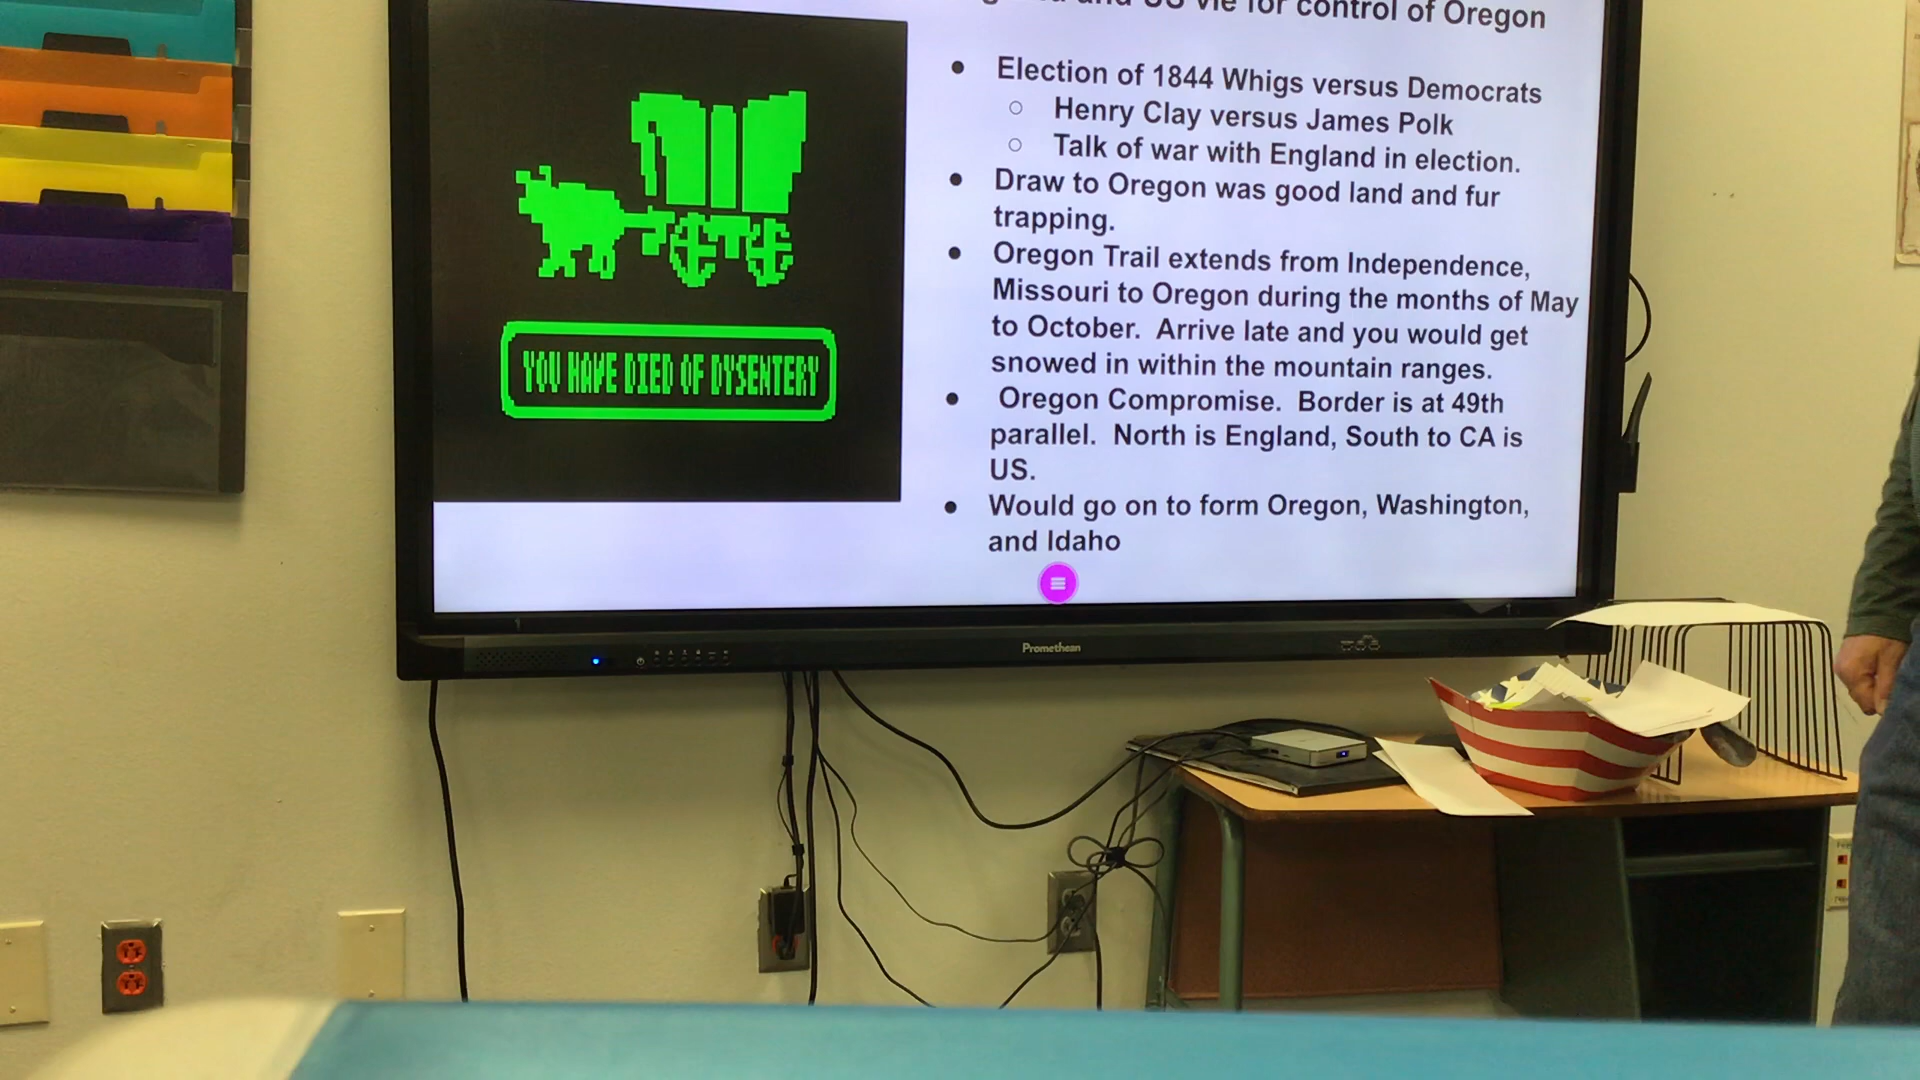 and US vie for control of Oregon
● Election of 1844 Whigs versus Democrats
○ Henry Clay versus James Polk
○ Talk of war with England in election.
● Draw to Oregon was good land and fur
trapping.
● Oregon Trail extends from Independence,
Missouri to Oregon during the months of May
to October. Arrive late and you would get
snowed in within the mountain ranges.
● Oregon Compromise. Border is at 49th
parallel. North is England, South to CA is
US.
● Would go on to form Oregon, Washington,
and Idaho
YOU HAVE DIED OF DYSENTERY
Promethean